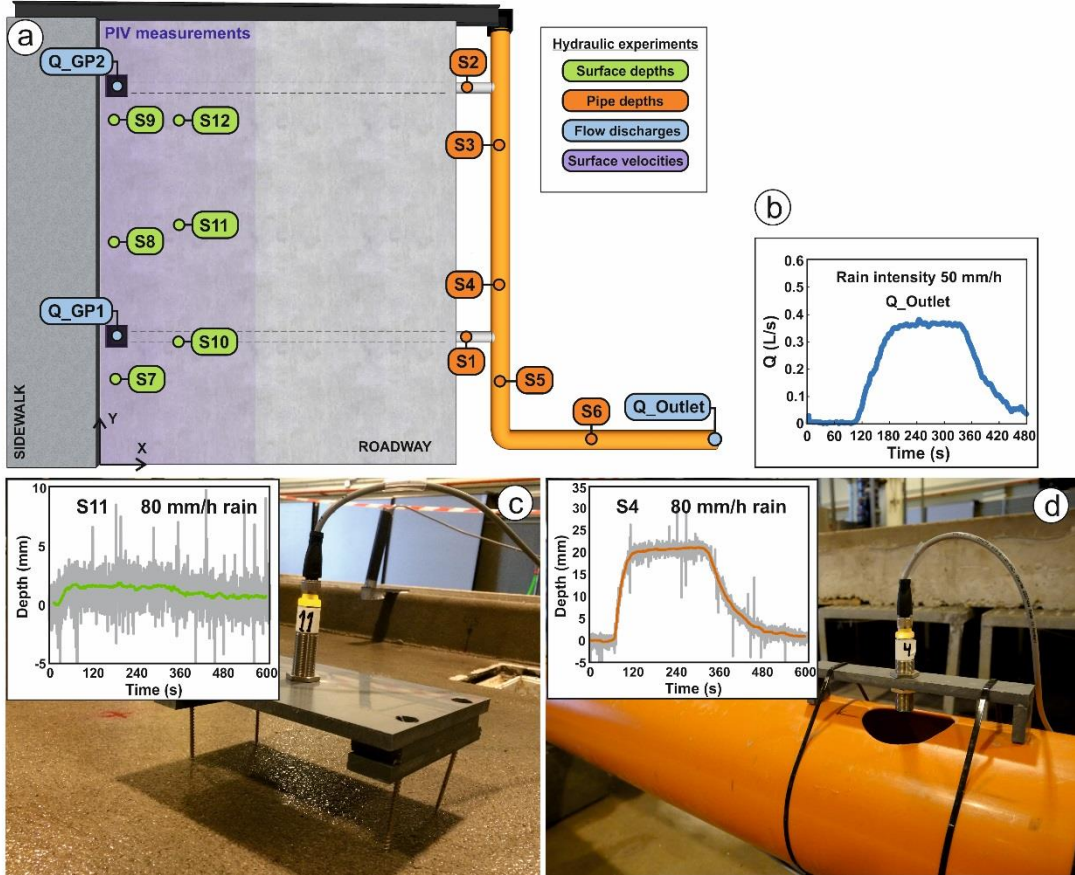 a
PIV measurements
Q_GP2
S9
S12
S8
S11
Q_GP1
S10
S7
SIDEWALK
Y
X
ROADWAY
S2
S3
S4
S1
S5
S6
Q_Outlet
Hydraulic experiments
Surface depths
Pipe depths
Flow discharges
Surface velocities
b
Rain intensity 50 mm/h
Q_Outlet
Q (L/s)
0.6
0.5
0.4
0.3
0.2
0.1
0
0 60 120 180 240 300 360 420 480
Time (s)
c
S11 80 mm/h rain
Depth (mm)
10
5
0
-5
0 120 240 360 480 600
Time (s)
11
d
S4 80 mm/h rain
Depth (mm)
35
30
25
20
15
10
5
0
-5
0 120 240 360 480 600
Time (s)
4